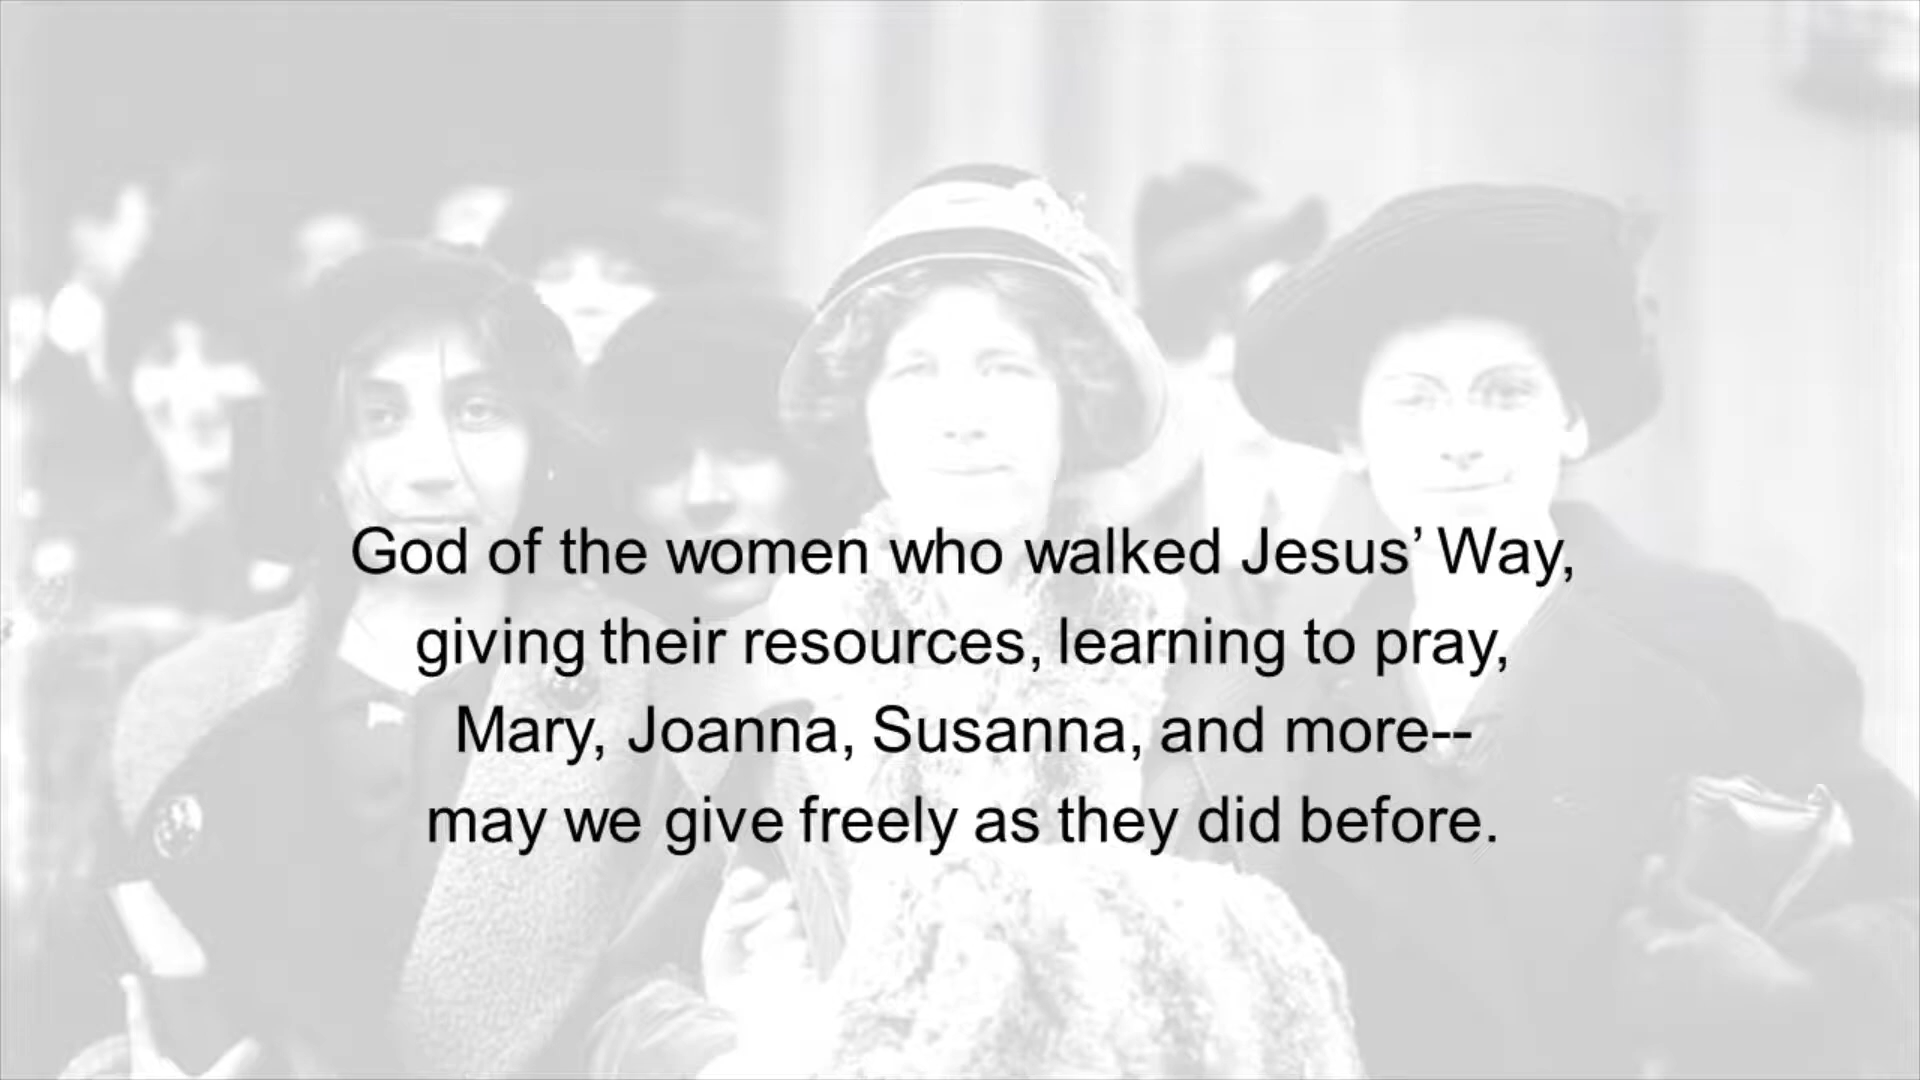 God of the women who walked Jesus’ Way,
giving their resources, learning to pray,
Mary, Joanna, Susanna, and more--
may we give freely as they did before.